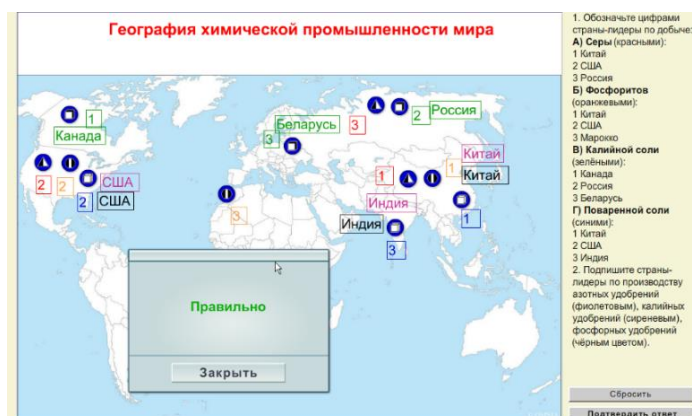 География химической промышленности мира
1
Канада
2
2
США
2
США
Беларусь
3
3
2
Россия
3
1
1
Китай
Китай
Индия
Индия
1
3
Правильно
Закрыть
1. Обозначьте цифрами
страны-лидеры по добыче:
А) Серы (красными):
1 Китай
2 США
3 Россия
Б) Фосфоритов
(оранжевыми):
1 Китай
2 США
3 Марокко
В) Калийной соли
(зелёными):
1 Канада
2 Россия
3 Беларусь
Г) Поваренной соли
(синими):
1 Китай
2 США
3 Индия
2. Подпишите страны-
лидеры по производству
азотных удобрений
(фиолетовым), калийных
удобрений (сиреневым),
фосфорных удобрений
(чёрным цветом).
Сбросить
Подтвердить ответ